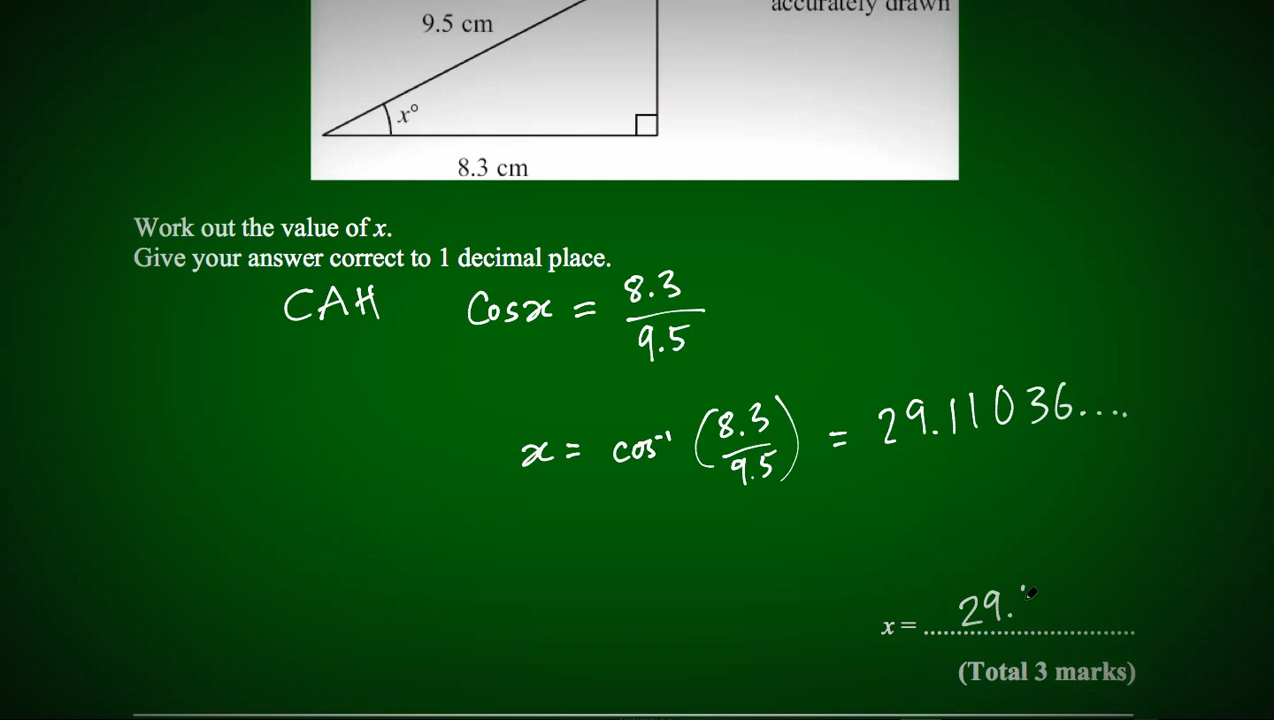 accurately drawn
9.5 cm
x°
8.3 cm
Work out the value of x.
Give your answer correct to 1 decimal place.
CAH Cosx = 8.3/9.5
x = cos⁻¹ (8.3/9.5) = 29.11036....
x = 29.
(Total 3 marks)